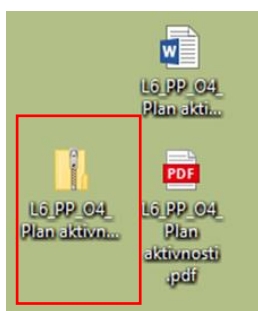 W
L6_PP_O4_
Plan akti...
L6_PP_O4_
Plan aktivn...
PDF
L6_PP_O4_
Plan
aktivnosti
.pdf